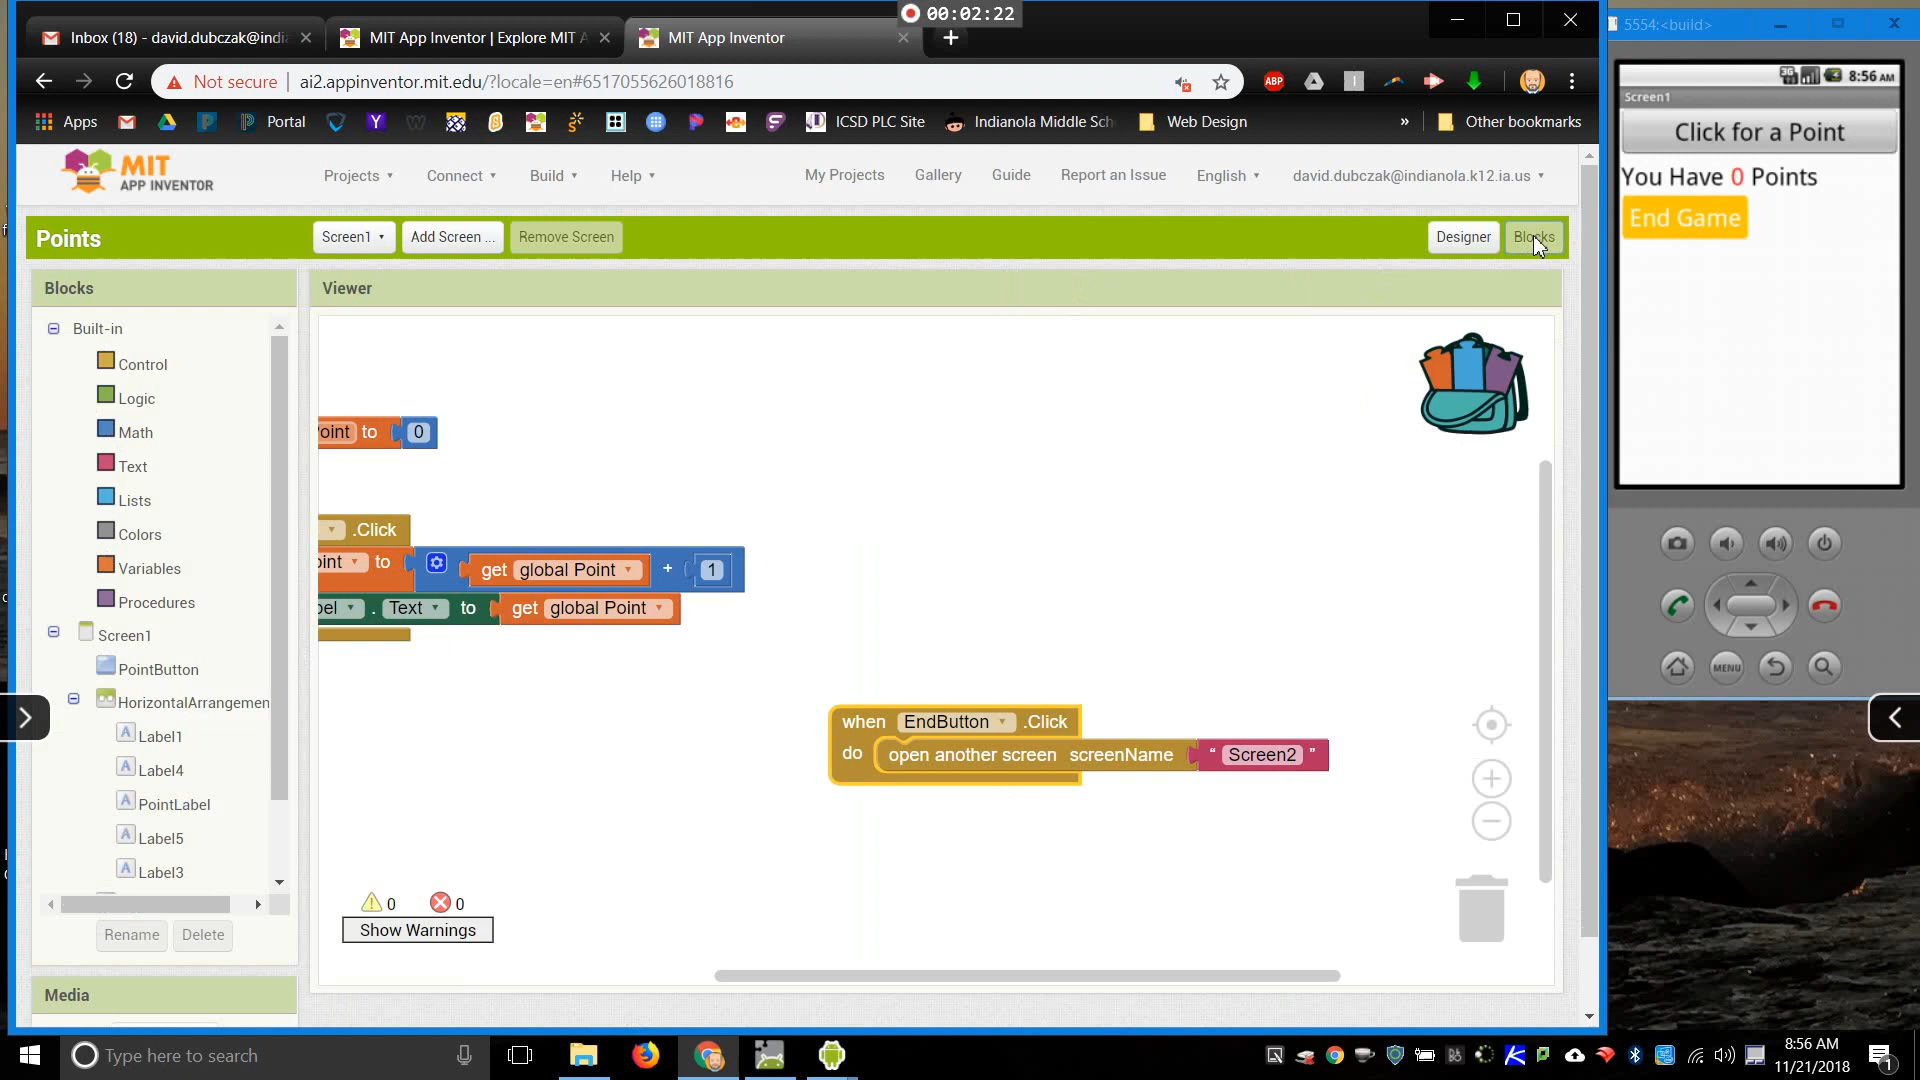 00:02:22
Inbox (18) - david.dubczak@indi
MIT App Inventor | Explore MIT A
MIT App Inventor
Not secure
ai2.appinventor.mit.edu/?locale=en#6517055626018816
ABP
Apps
Portal
ICSD PLC Site
Indianola Middle Sch
Web Design
»
Other bookmarks
MIT
APP INVENTOR
Projects
Connect
Build
Help
My Projects
Gallery
Guide
Report an Issue
English
david.dubczak@indianola.k12.ia.us
Points
Screen1
Add Screen ...
Remove Screen
Designer
Blocks
Blocks
Viewer
Built-in
Control
Logic
Math
Text
Lists
Colors
Variables
Procedures
Screen1
PointButton
HorizontalArrangemen
Label1
Label4
PointLabel
Label5
Label3
Rename
Delete
Media
oint to 0
.Click
oint to get global Point + 1
bel . Text to get global Point
when EndButton .Click
do open another screen screenName “ Screen2 ”
0 0
Show Warnings
5554:<build>
3G 8:56 AM
Screen1
Click for a Point
You Have 0 Points
End Game
MENU
Type here to search
8:56 AM
11/21/2018
1